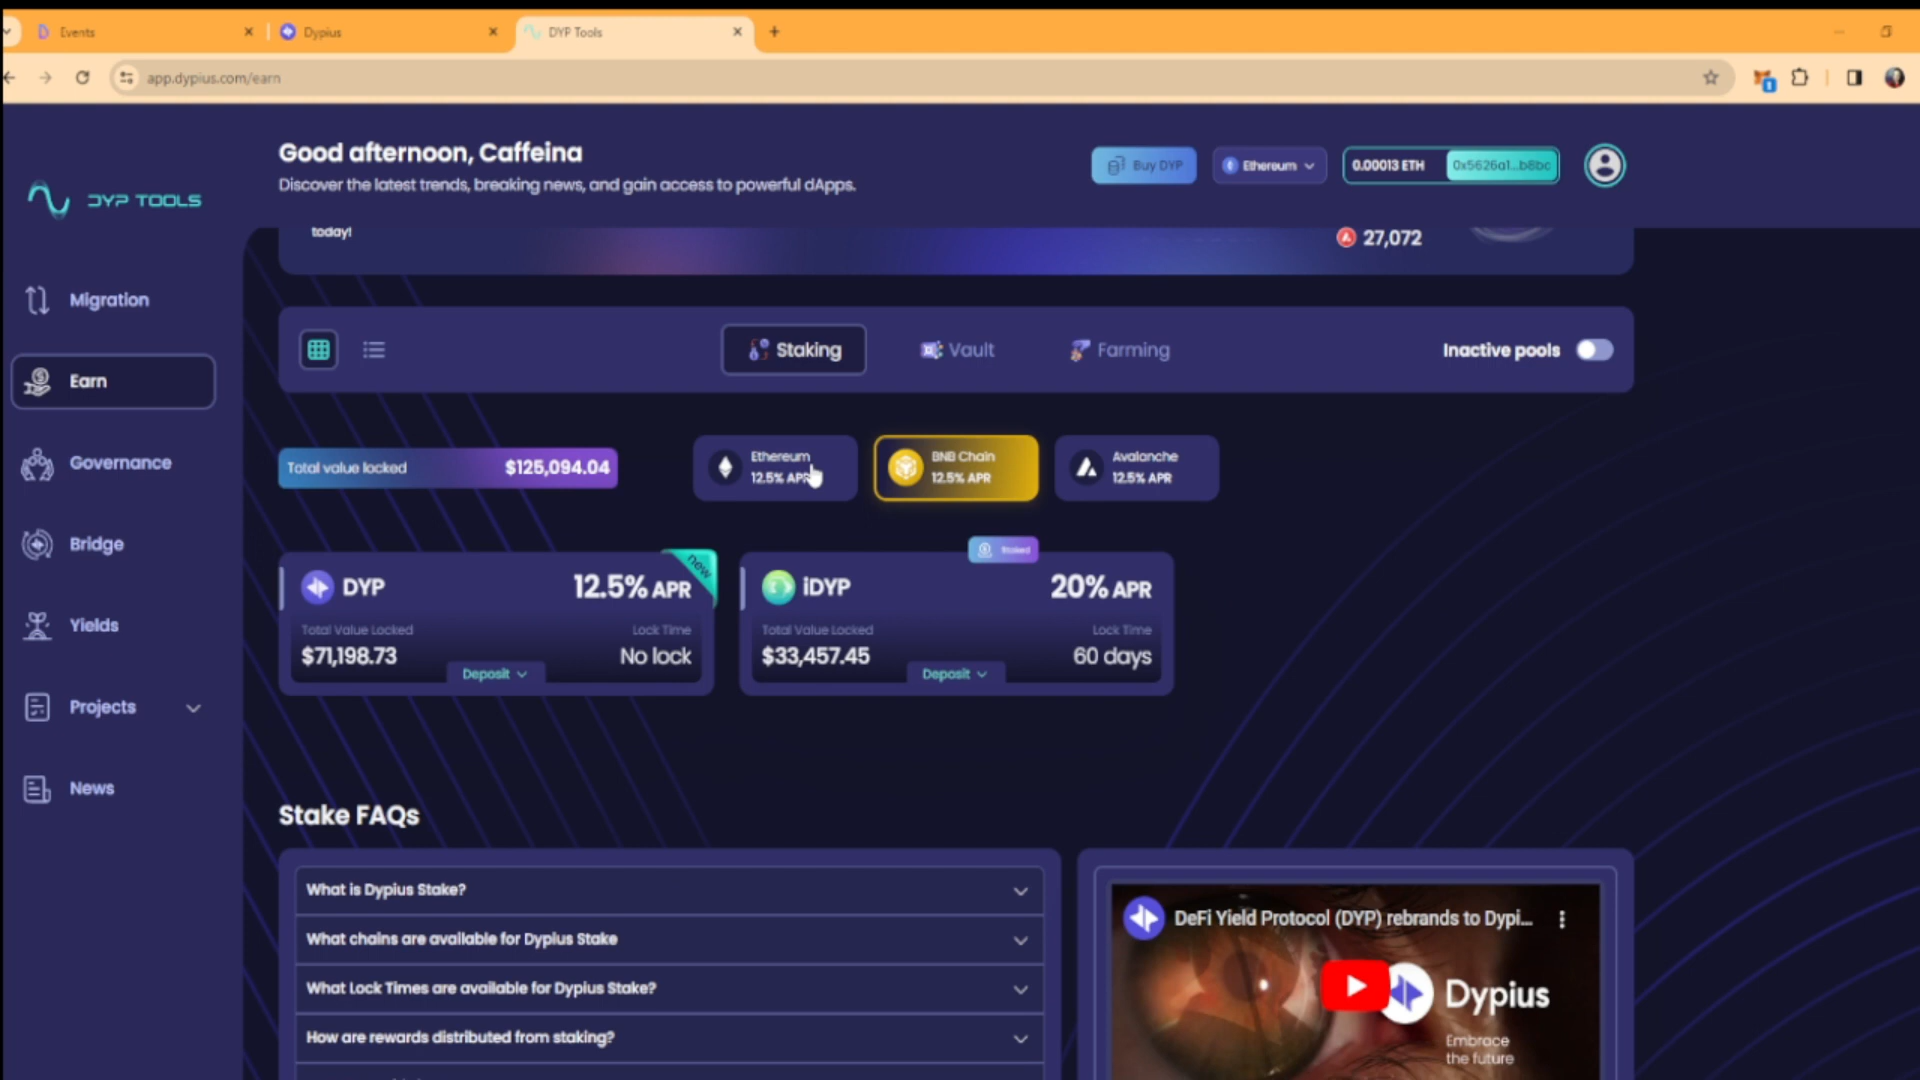 Events
Dypius
DYP Tools
app.dypius.com/earn
Good afternoon, Caffeina
Discover the latest trends, breaking news, and gain access to powerful dApps.
Buy DYP
Ethereum
0.00013 ETH
0x5626a1...b8bc
DYP TOOLS
today!
27,072
Migration
Earn
Governance
Bridge
Yields
Projects
News
Staking
Vault
Farming
Inactive pools
Total value locked
$125,094.04
Ethereum
12.5% APR
BNB Chain
12.5% APR
Avalanche
12.5% APR
DYP
12.5% APR
new
Total Value Locked
Lock Time
$71,198.73
No lock
Deposit
Staked
iDYP
20% APR
Total Value Locked
Lock Time
$33,457.45
60 days
Deposit
Stake FAQs
What is Dypius Stake?
What chains are available for Dypius Stake
What Lock Times are available for Dypius Stake?
How are rewards distributed from staking?
DeFi Yield Protocol (DYP) rebrands to Dypi...
Dypius
Embrace
the future